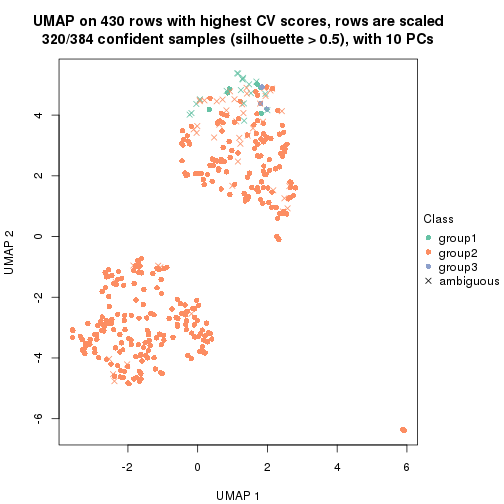 UMAP on 430 rows with highest CV scores, rows are scaled
320/384 confident samples (silhouette > 0.5), with 10 PCs
4
2
0
-2
-4
-6
UMAP 2
-2
0
2
4
6
UMAP 1
Class
group1
group2
group3
ambiguous